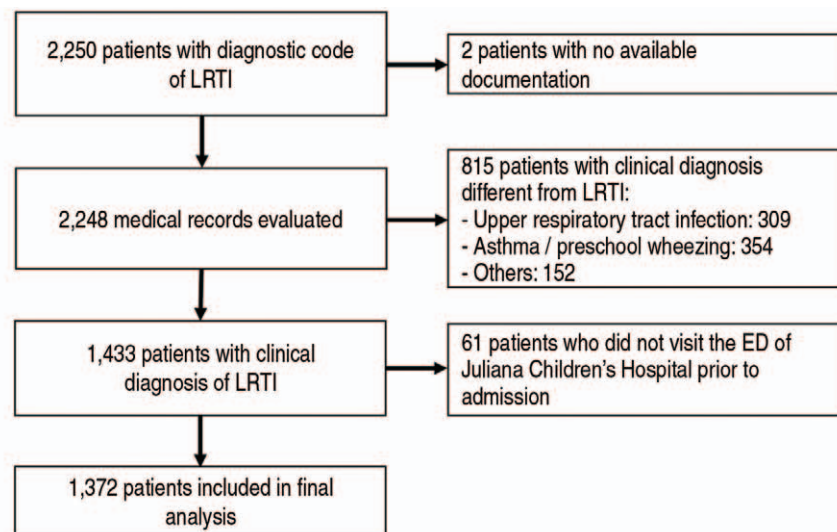 2,250 patients with diagnostic code
of LRTI
2 patients with no available
documentation
2,248 medical records evaluated
815 patients with clinical diagnosis
different from LRTI:
- Upper respiratory tract infection: 309
- Asthma / preschool wheezing: 354
- Others: 152
1,433 patients with clinical
diagnosis of LRTI
61 patients who did not visit the ED of
Juliana Children's Hospital prior to
admission
1,372 patients included in final
analysis